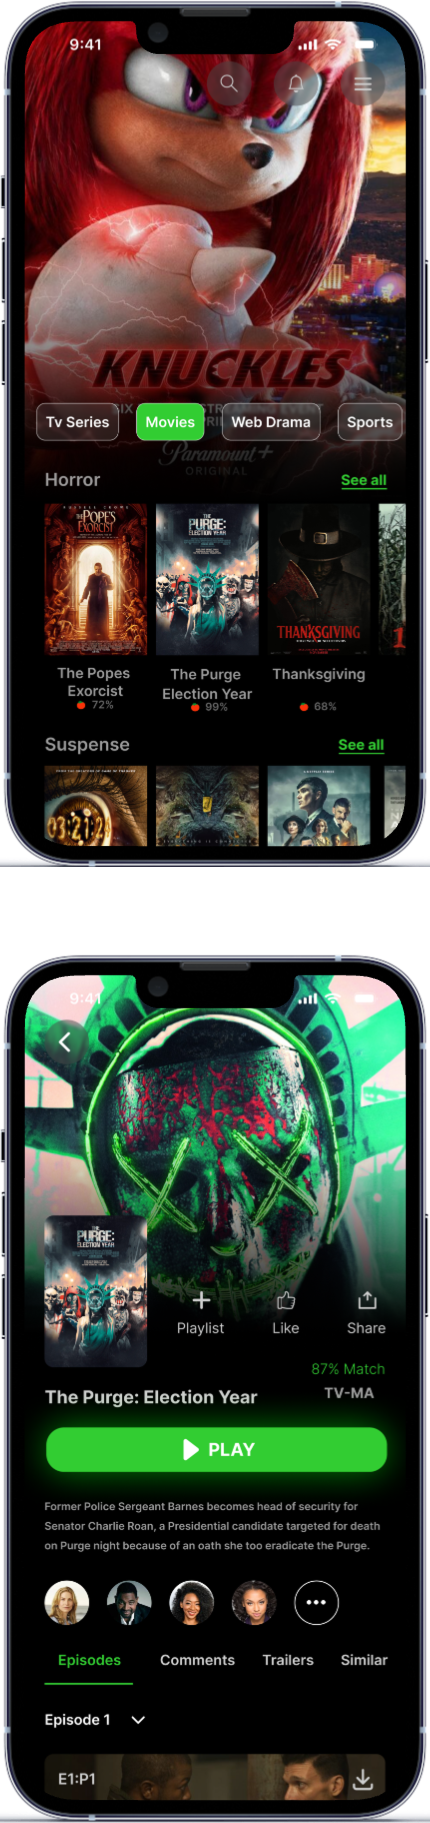 9:41
KNUCKLES
Tv Series
Movies
Web Drama
Sports
Paramount+
ORIGINAL
Horror
See all
RUSSELL CROWE
THE POPE'S
EXORCIST
THE
PURGE:
ELECTION YEAR
THANKSGIVING
1
The Popes
Exorcist
72%
The Purge
Election Year
99%
Thanksgiving
68%
Suspense
See all
03:21:2
9:41
THE
PURGE:
ELECTION YEAR
Playlist
Like
Share
87% Match
The Purge: Election Year
TV-MA
PLAY
Former Police Sergeant Barnes becomes head of security for
Senator Charlie Roan, a Presidential candidate targeted for death
on Purge night because of an oath she too eradicate the Purge.
Episodes
Comments
Trailers
Similar
Episode 1
E1:P1